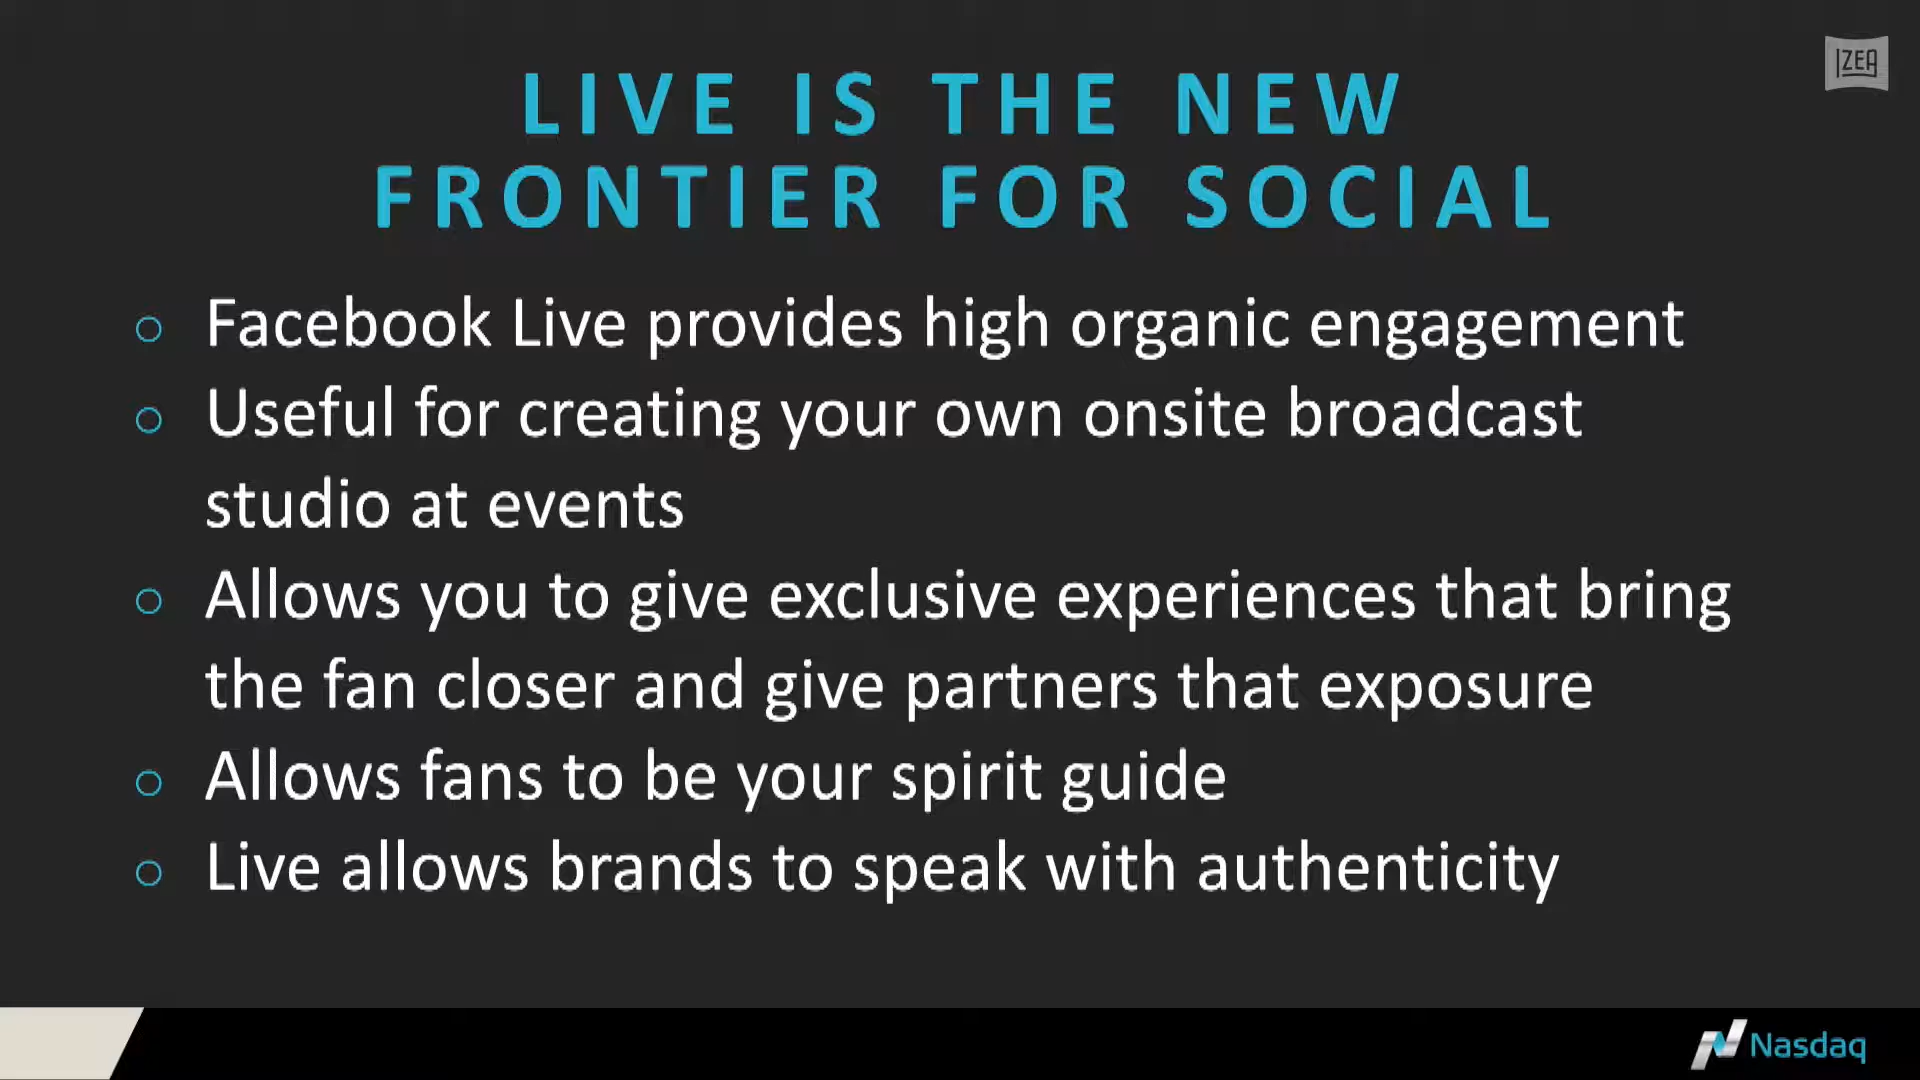 IZEA
LIVE IS THE NEW
FRONTIER FOR SOCIAL
Facebook Live provides high organic engagement
Useful for creating your own onsite broadcast
studio at events
Allows you to give exclusive experiences that bring
the fan closer and give partners that exposure
Allows fans to be your spirit guide
Live allows brands to speak with authenticity
Nasdaq